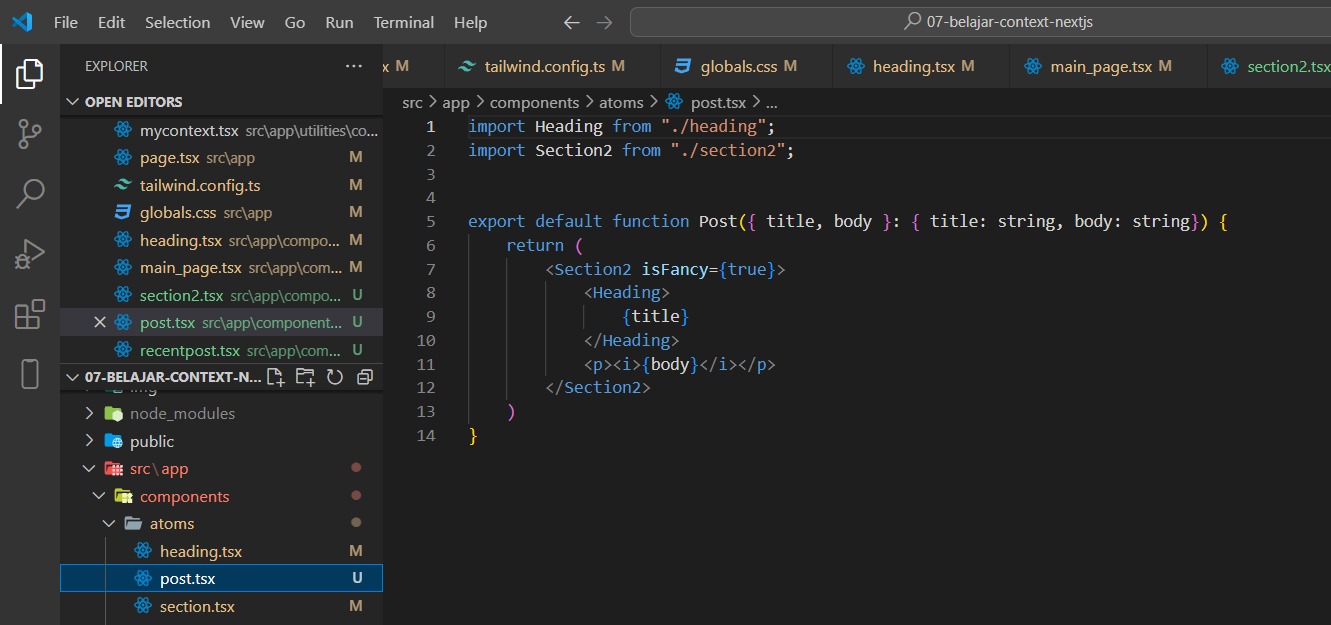 File Edit Selection View Go Run Terminal Help
07-belajar-context-nextjs
EXPLORER
OPEN EDITORS
mycontext.tsx src\app\utilities\co...
page.tsx src\app M
tailwind.config.ts M
globals.css src\app M
heading.tsx src\app\compo... M
main_page.tsx src\app\com... M
section2.tsx src\app\compo... U
post.tsx src\app\component... U
recentpost.tsx src\app\com... U
07-BELAJAR-CONTEXT-N...
node_modules
public
src\app
components
atoms
heading.tsx M
post.tsx U
section.tsx M
x M
tailwind.config.ts M
globals.css M
heading.tsx M
main_page.tsx M
section2.tsx
src > app > components > atoms > post.tsx > ...
1 import Heading from "./heading";
2 import Section2 from "./section2";
3
4
5 export default function Post({ title, body }: { title: string, body: string}) {
6 return (
7 <Section2 isFancy={true}>
8 <Heading>
9 {title}
10 </Heading>
11 <p><i>{body}</i></p>
12 </Section2>
13 )
14 }